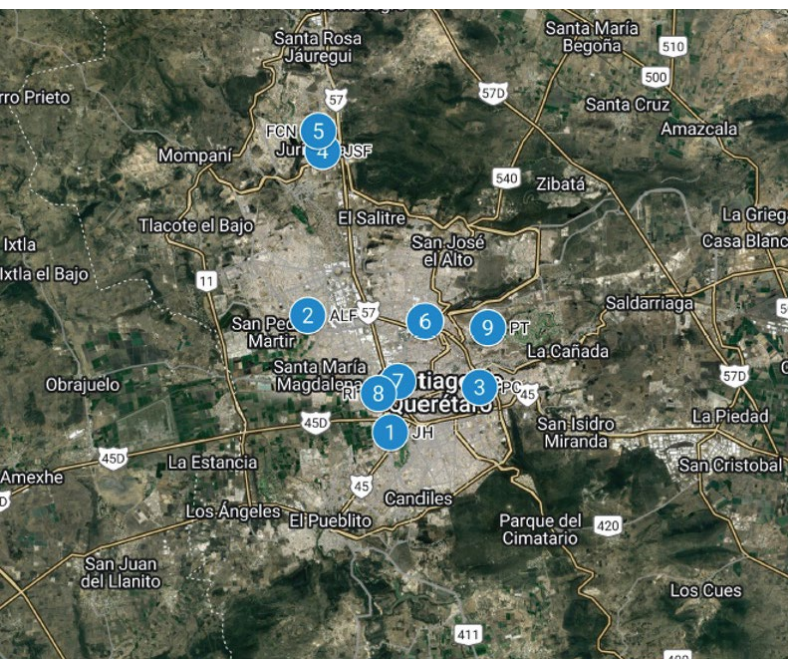 Santa Rosa
Jáuregui
Santa María
Begoña
510
500
57D
57
rro Prieto
Santa Cruz
Amazcala
FCN
5
4
JSF
Mompaní
540
Zibatá
Tlacote el Bajo
El Salitre
La Grieg
Ixtla
San José
el Alto
Casa Blanc
Ixtla el Bajo
11
Saldarriaga
2
ALF
57
6
9
PT
San Ped
Martir
La Cañada
Santa María
Magdalena
7
8
3
PC
45
57D
Obrajuelo
Querétaro
1
JH
45D
San Isidro
Miranda
La Piedad
45D
La Estancia
San Cristobal
Amexhe
45
Candiles
Los Ángeles
El Pueblito
Parque del
Cimatario
420
San Juan
del Llanito
Los Cues
411